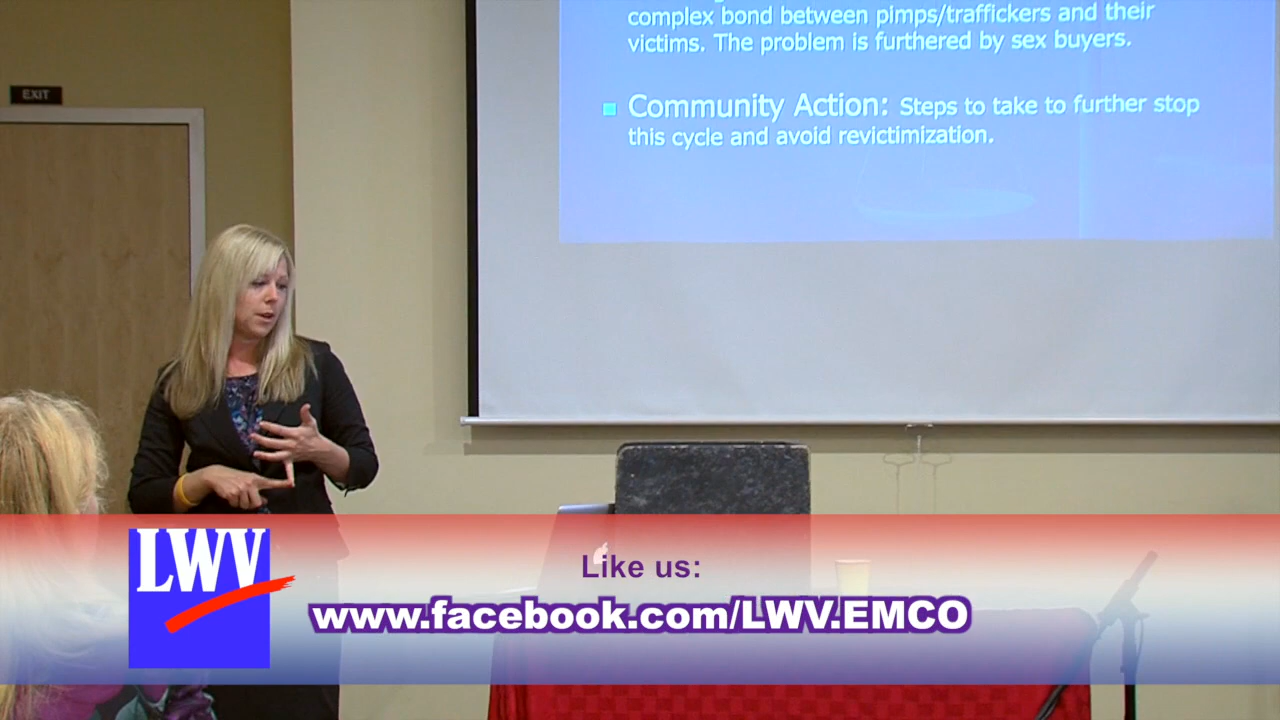 EXIT
complex bond between pimps/traffickers and their
victims. The problem is furthered by sex buyers.
Community Action: Steps to take to further stop
this cycle and avoid revictimization.
LWV
Like us:
www.facebook.com/LWV.EMCO